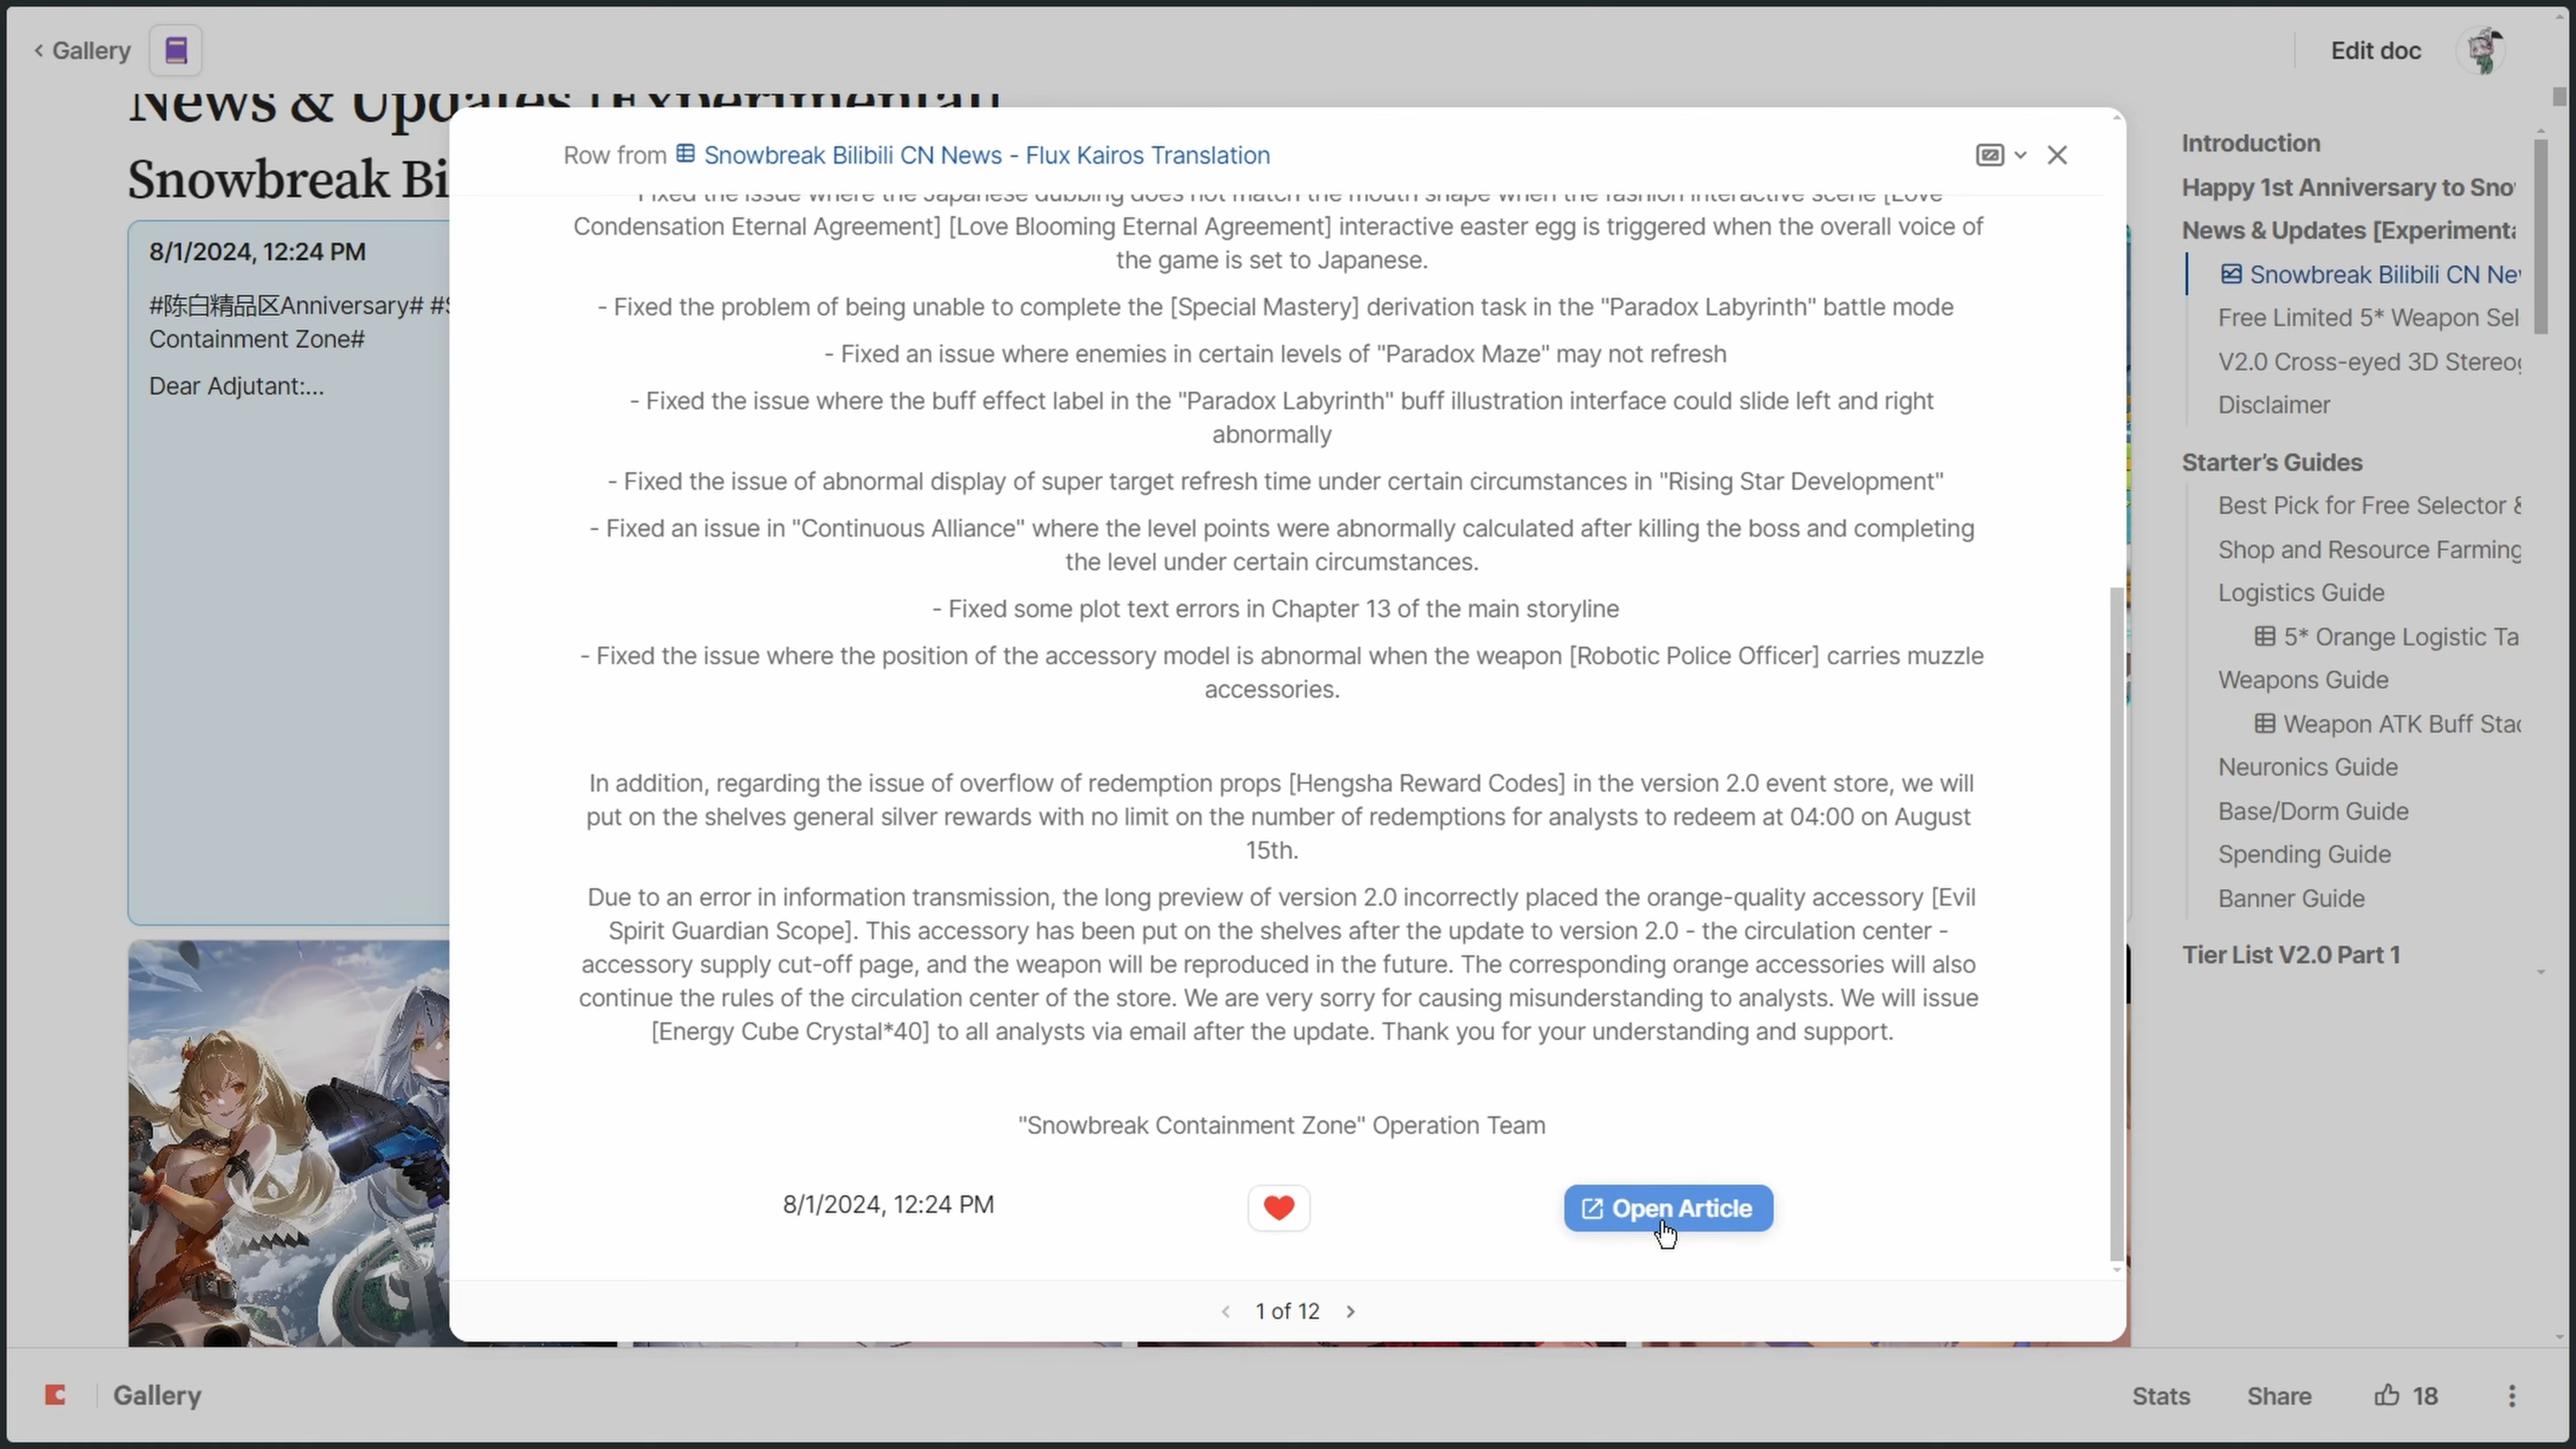 Gallery
Edit doc
News & Updates [Experimental]
Snowbreak Bi
8/1/2024, 12:24 PM
#陈白精品区Anniversary# #S
Containment Zone#
Dear Adjutant:...
Row from Snowbreak Bilibili CN News - Flux Kairos Translation
Fixed the issue where the Japanese dubbing does not match the mouth shape when the fashion interactive scene [Love
Condensation Eternal Agreement] [Love Blooming Eternal Agreement] interactive easter egg is triggered when the overall voice of
the game is set to Japanese.
- Fixed the problem of being unable to complete the [Special Mastery] derivation task in the "Paradox Labyrinth" battle mode
- Fixed an issue where enemies in certain levels of "Paradox Maze" may not refresh
- Fixed the issue where the buff effect label in the "Paradox Labyrinth" buff illustration interface could slide left and right
abnormally
- Fixed the issue of abnormal display of super target refresh time under certain circumstances in "Rising Star Development"
- Fixed an issue in "Continuous Alliance" where the level points were abnormally calculated after killing the boss and completing
the level under certain circumstances.
- Fixed some plot text errors in Chapter 13 of the main storyline
- Fixed the issue where the position of the accessory model is abnormal when the weapon [Robotic Police Officer] carries muzzle
accessories.
In addition, regarding the issue of overflow of redemption props [Hengsha Reward Codes] in the version 2.0 event store, we will
put on the shelves general silver rewards with no limit on the number of redemptions for analysts to redeem at 04:00 on August
15th.
Due to an error in information transmission, the long preview of version 2.0 incorrectly placed the orange-quality accessory [Evil
Spirit Guardian Scope]. This accessory has been put on the shelves after the update to version 2.0 - the circulation center -
accessory supply cut-off page, and the weapon will be reproduced in the future. The corresponding orange accessories will also
continue the rules of the circulation center of the store. We are very sorry for causing misunderstanding to analysts. We will issue
[Energy Cube Crystal*40] to all analysts via email after the update. Thank you for your understanding and support.
"Snowbreak Containment Zone" Operation Team
8/1/2024, 12:24 PM
Open Article
1 of 12
Introduction
Happy 1st Anniversary to Sno
News & Updates [Experimenta
Snowbreak Bilibili CN Ne
Free Limited 5* Weapon Sel
V2.0 Cross-eyed 3D Stereog
Disclaimer
Starter's Guides
Best Pick for Free Selector &
Shop and Resource Farming
Logistics Guide
5* Orange Logistic Ta
Weapons Guide
Weapon ATK Buff Stac
Neuronics Guide
Base/Dorm Guide
Spending Guide
Banner Guide
Tier List V2.0 Part 1
Gallery
Stats
Share
18